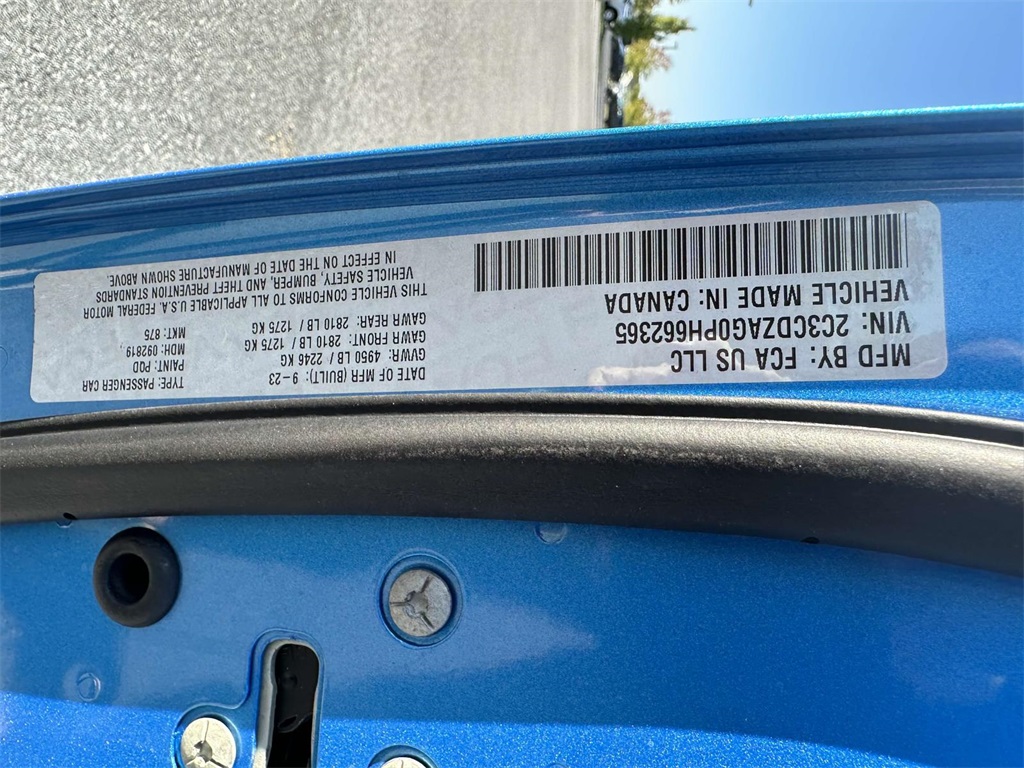 MFD BY: FCA US LLC
VIN: 2C3CDZAG0PH662365
VEHICLE MADE IN: CANADA
DATE OF MFR (BUILT): 9-23
GVWR: 4950 LB / 2246 KG
GAWR FRONT: 2810 LB / 1275 KG
GAWR REAR: 2810 LB / 1275 KG
THIS VEHICLE CONFORMS TO ALL APPLICABLE U.S.A. FEDERAL MOTOR
VEHICLE SAFETY, BUMPER, AND THEFT PREVENTION STANDARDS
IN EFFECT ON THE DATE OF MANUFACTURE SHOWN ABOVE.
TYPE: PASSENGER CAR
PAINT: PQD
MDH: 092819,
MKT: 875